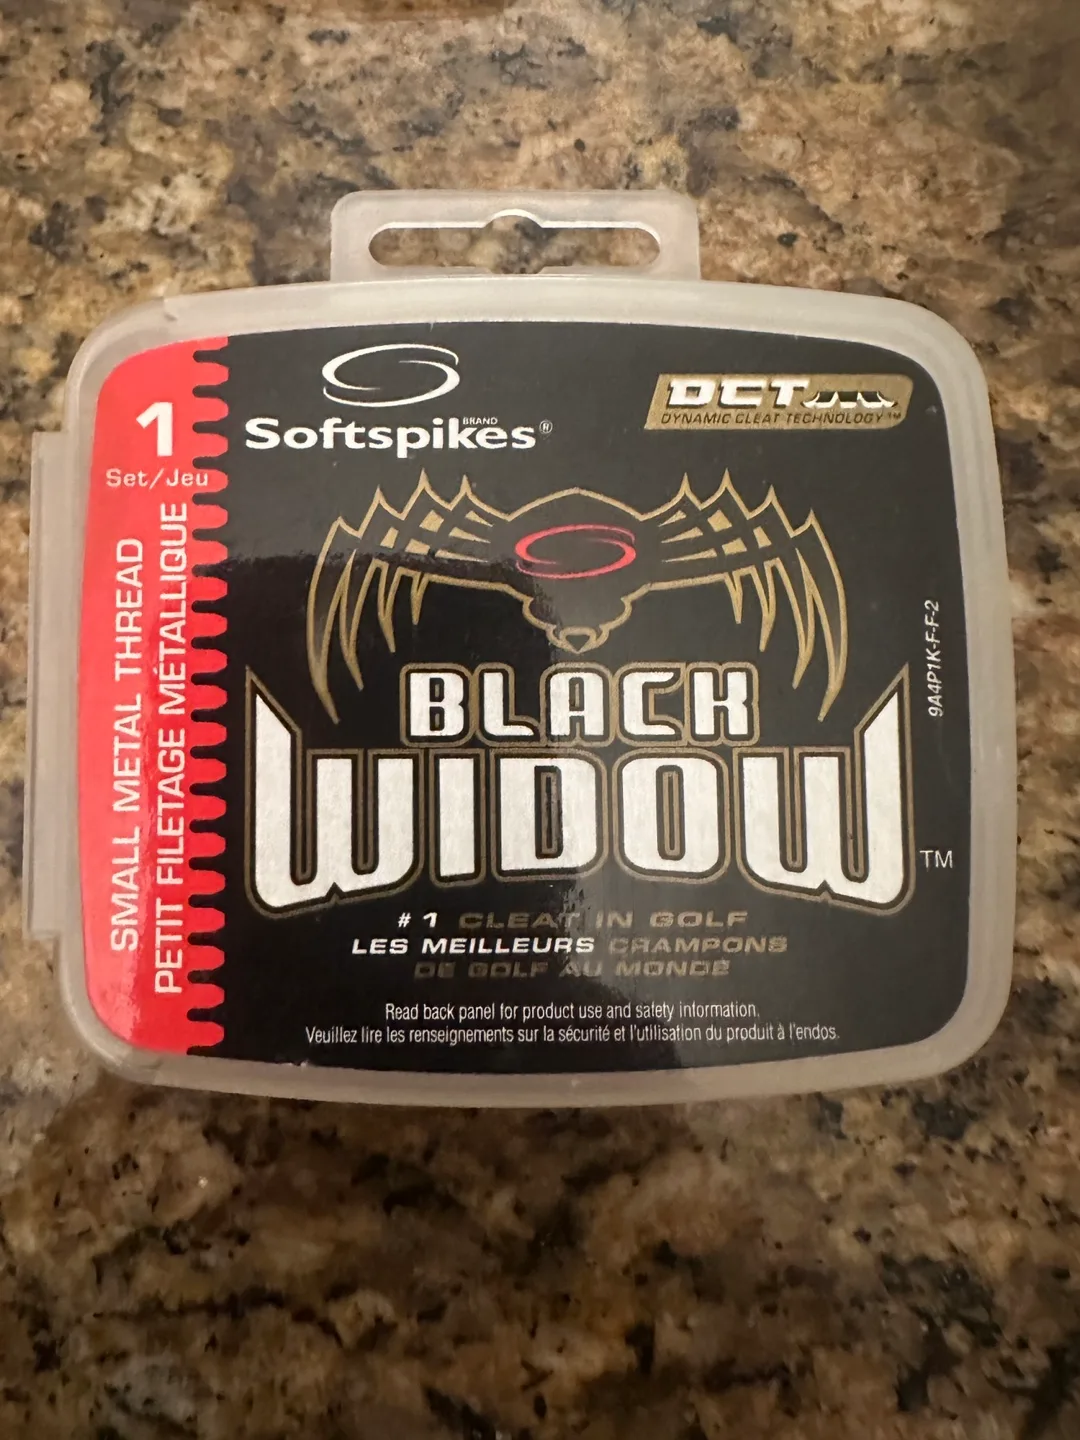 1
Set/Jeu
SMALL METAL THREAD
PETIT FILETAGE MÉTALLIQUE
Softspikes®
BRAND
DCT
DYNAMIC CLEAT TECHNOLOGY™
BLACK
WIDOW™
# 1 CLEAT IN GOLF
LES MEILLEURS CRAMPONS
DE GOLF AU MONDE
Read back panel for product use and safety information.
Veuillez lire les renseignements sur la sécurité et l'utilisation du produit à l'endos.
9A4P1K-F-F-2